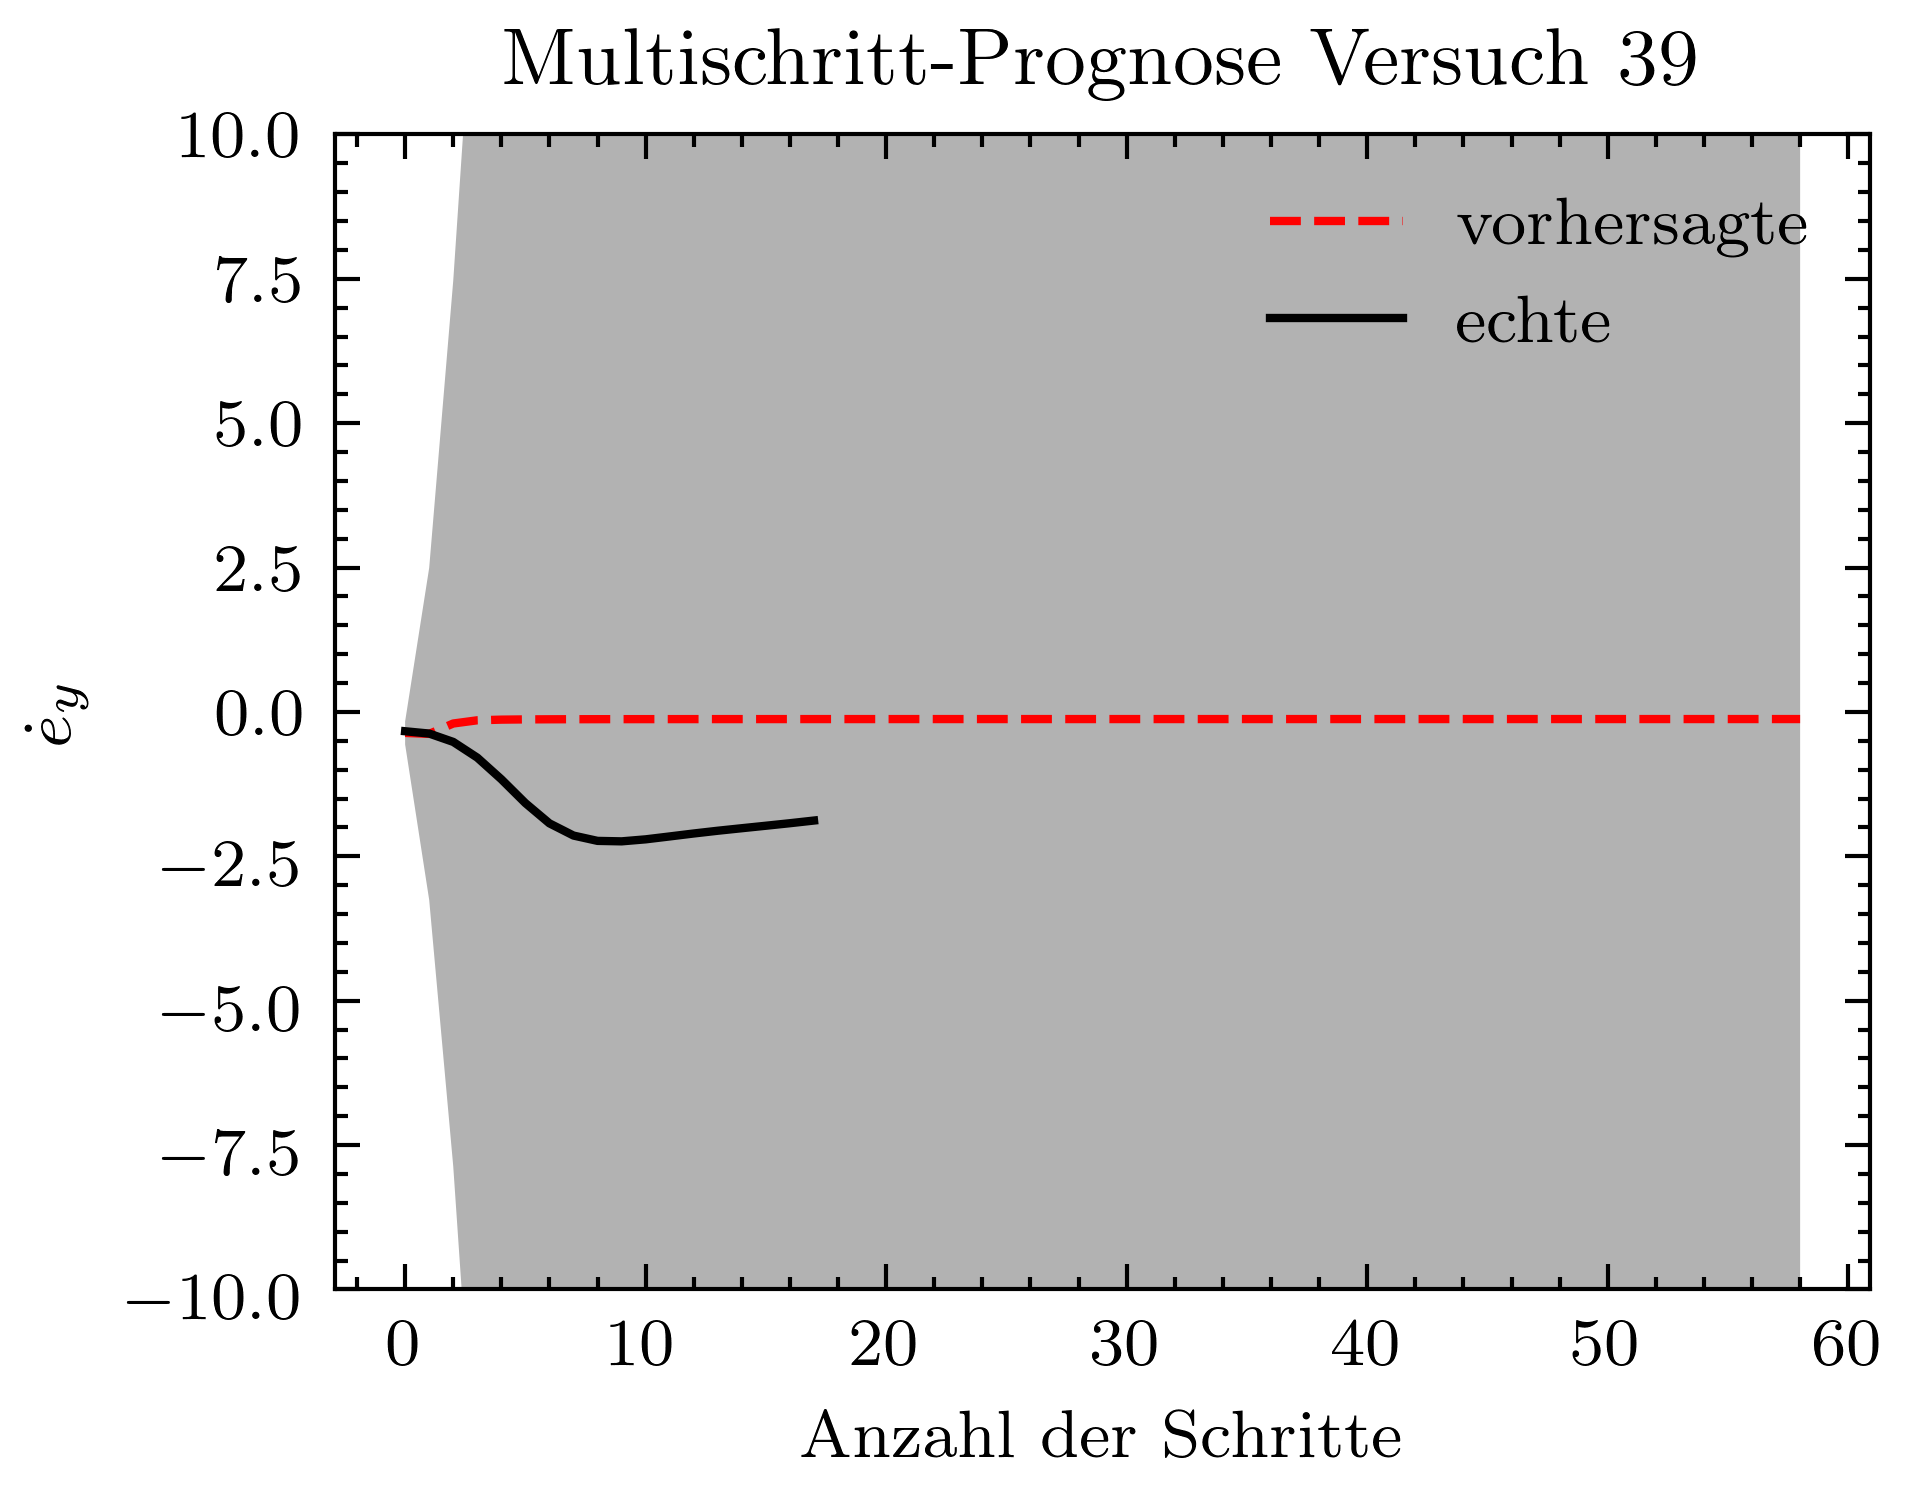 Multischritt-Prognose Versuch 39
10.0
7.5
5.0
2.5
0.0
−2.5
−5.0
−7.5
−10.0
ė_y
vorhersagte
echte
0 10 20 30 40 50 60
Anzahl der Schritte